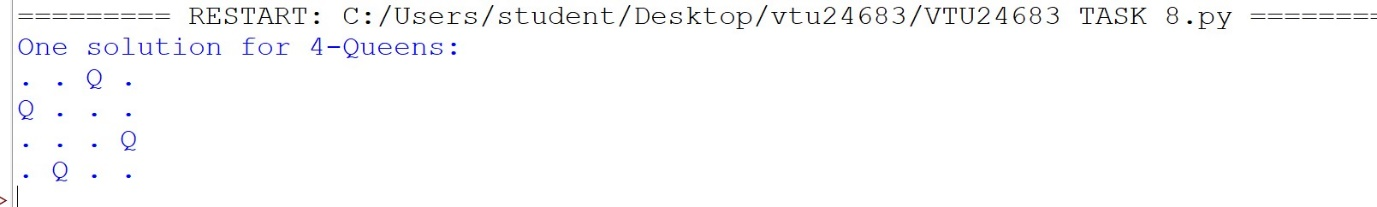 ========= RESTART: C:/Users/student/Desktop/vtu24683/VTU24683 TASK 8.py ========
One solution for 4-Queens:
. . Q .
Q . . .
. . . Q
. Q . .
>